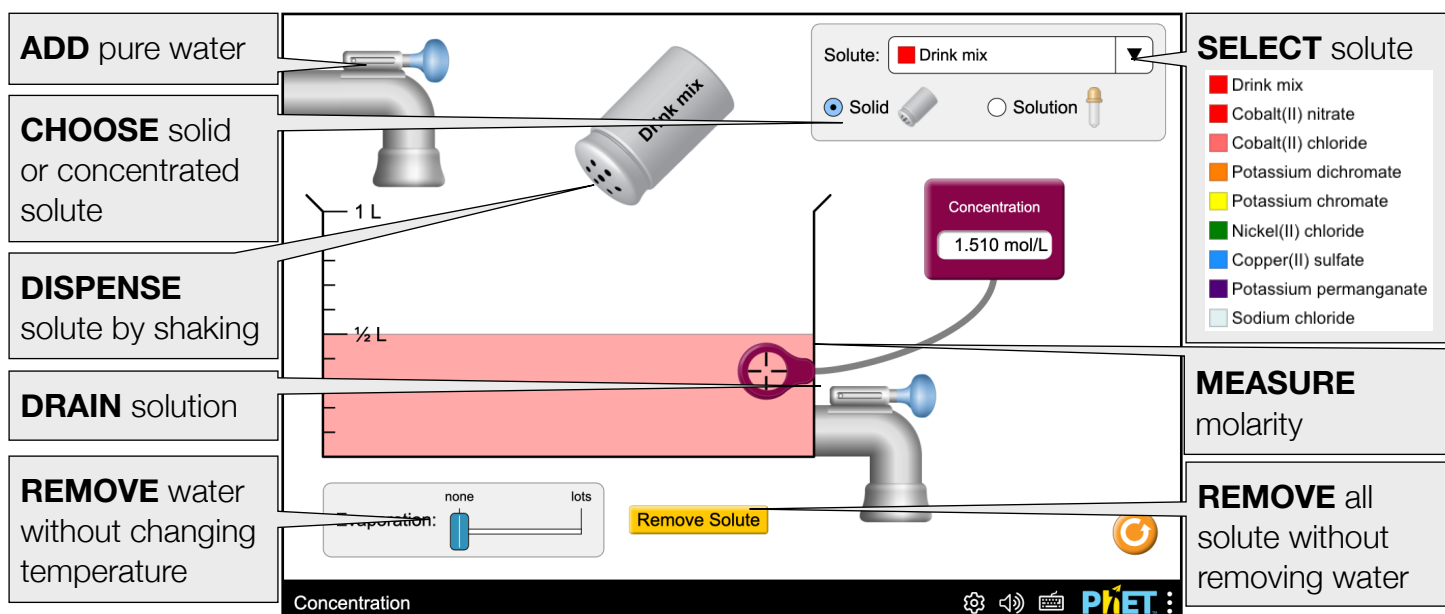 ADD pure water
CHOOSE solid
or concentrated
solute
DISPENSE
solute by shaking
DRAIN solution
REMOVE water
without changing
temperature
Drink mix
1 L
½ L
Solute: Drink mix
Solid Solution
Concentration
1.510 mol/L
none lots
Evaporation:
Remove Solute
Concentration
PhET
SELECT solute
Drink mix
Cobalt(II) nitrate
Cobalt(II) chloride
Potassium dichromate
Potassium chromate
Nickel(II) chloride
Copper(II) sulfate
Potassium permanganate
Sodium chloride
MEASURE
molarity
REMOVE all
solute without
removing water